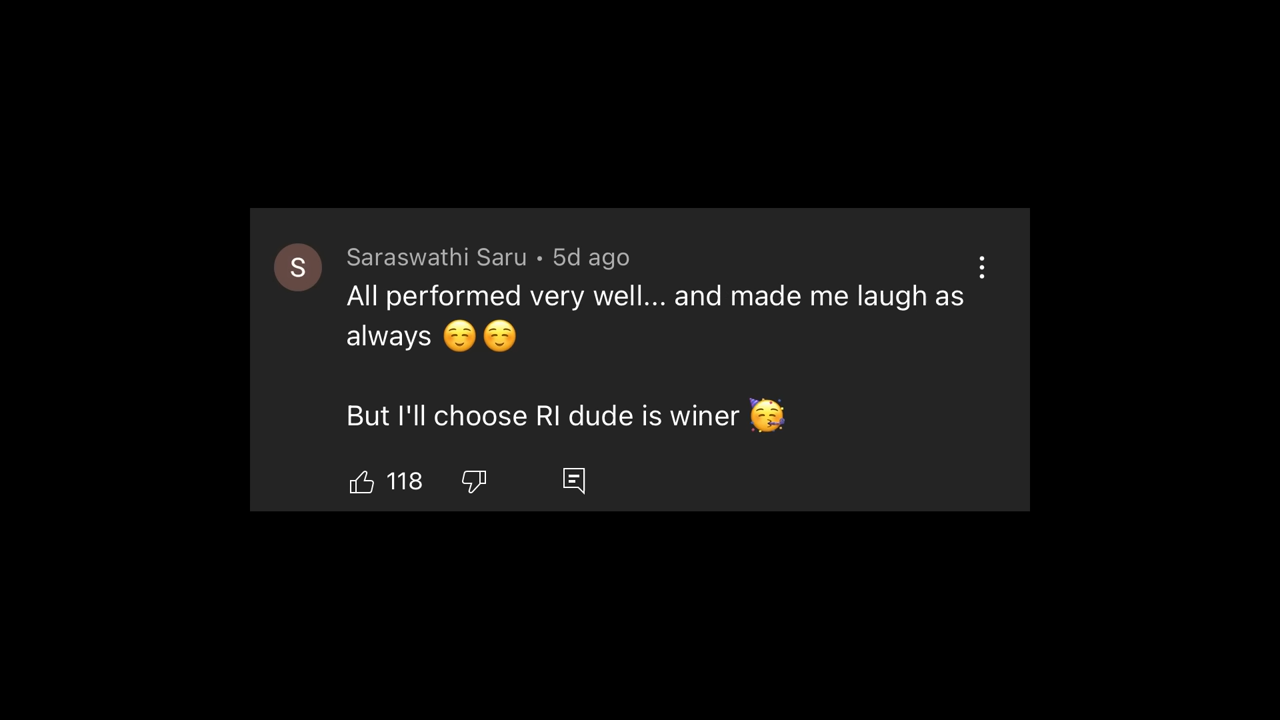 S
Saraswathi Saru • 5d ago
All performed very well... and made me laugh as
always ☺️☺️
But I'll choose RI dude is winer 🥳
118